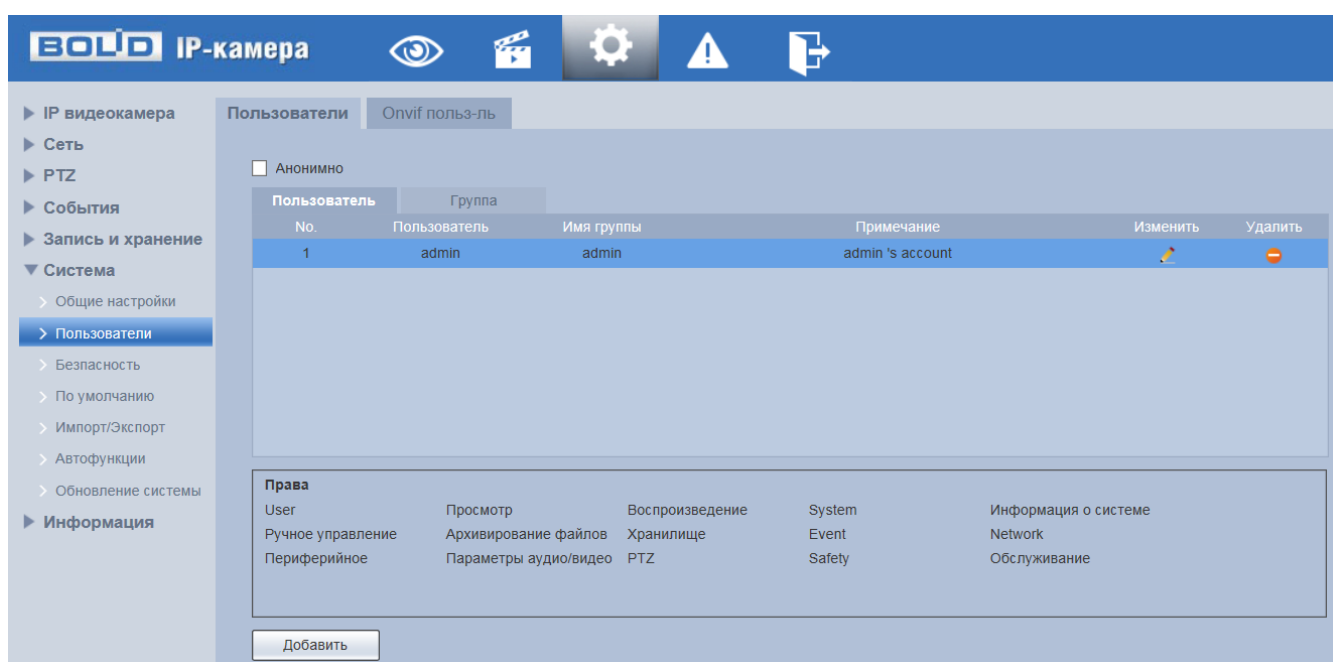 BOLID IP-камера
IP видеокамера
Сеть
PTZ
События
Запись и хранение
Система
Общие настройки
Пользователи
Безпасность
По умолчанию
Импорт/Экспорт
Автофункции
Обновление системы
Информация
Пользователи Onvif польз-ль
Анонимно
Пользователь Группа
No. Пользователь Имя группы Примечание Изменить Удалить
1 admin admin admin 's account
Права
User Просмотр Воспроизведение System Информация о системе
Ручное управление Архивирование файлов Хранилище Event Network
Периферийное Параметры аудио/видео PTZ Safety Обслуживание
Добавить